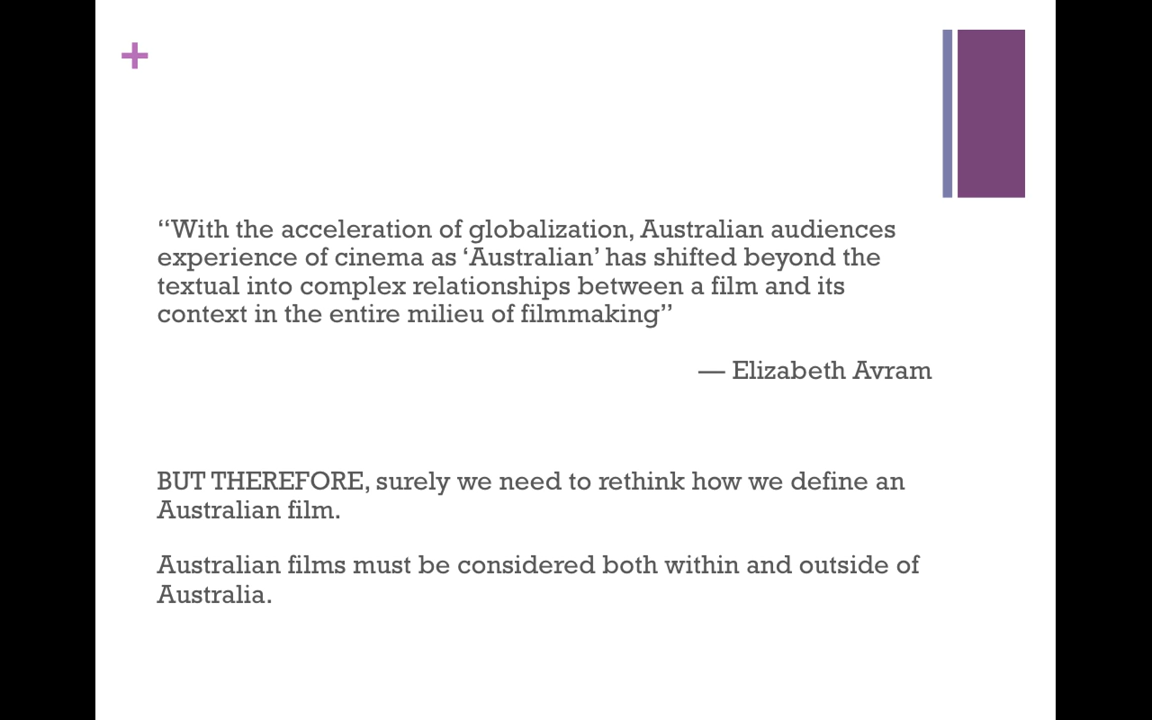 +
“With the acceleration of globalization, Australian audiences
experience of cinema as ‘Australian’ has shifted beyond the
textual into complex relationships between a film and its
context in the entire milieu of filmmaking”
— Elizabeth Avram
BUT THEREFORE, surely we need to rethink how we define an
Australian film.
Australian films must be considered both within and outside of
Australia.